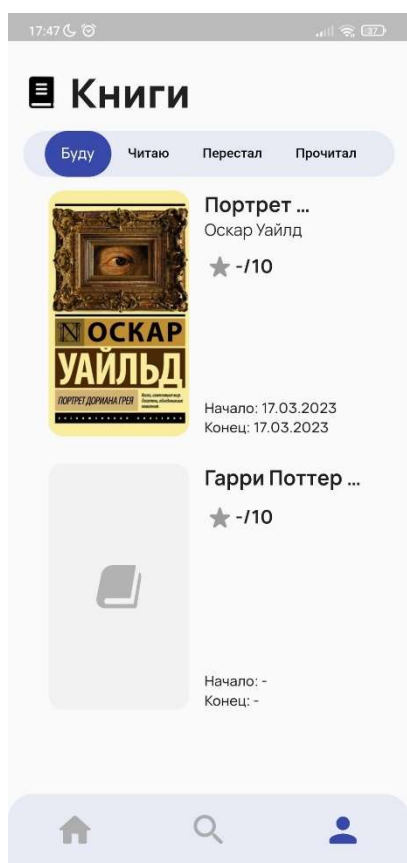 17:47
37
Книги
Буду Читаю Перестал Прочитал
Портрет ...
Оскар Уайлд
-/10
ОСКАР
УАЙЛЬД
ПОРТРЕТ ДОРИАНА ГРЕЯ
Начало: 17.03.2023
Конец: 17.03.2023
Гарри Поттер ...
-/10
Начало: -
Конец: -